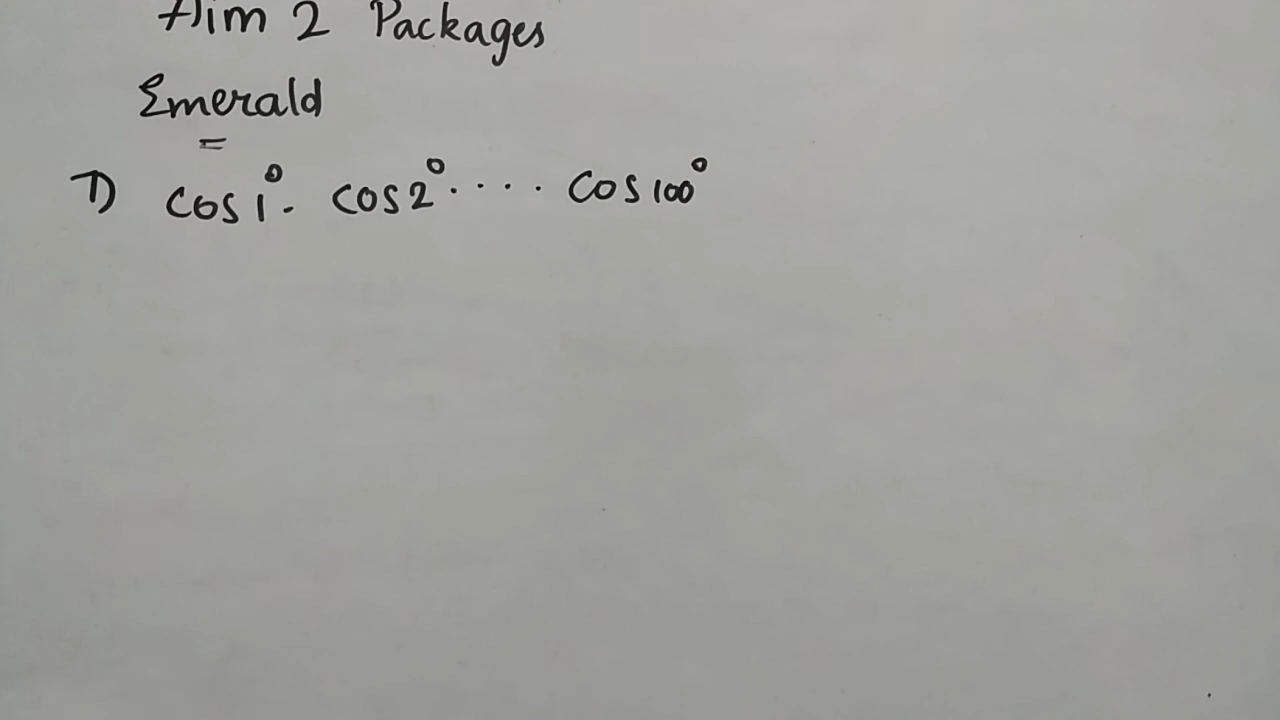 Aim 2 Packages
Emerald
=
1) cos 1°. cos 2°. . . . . cos 100°